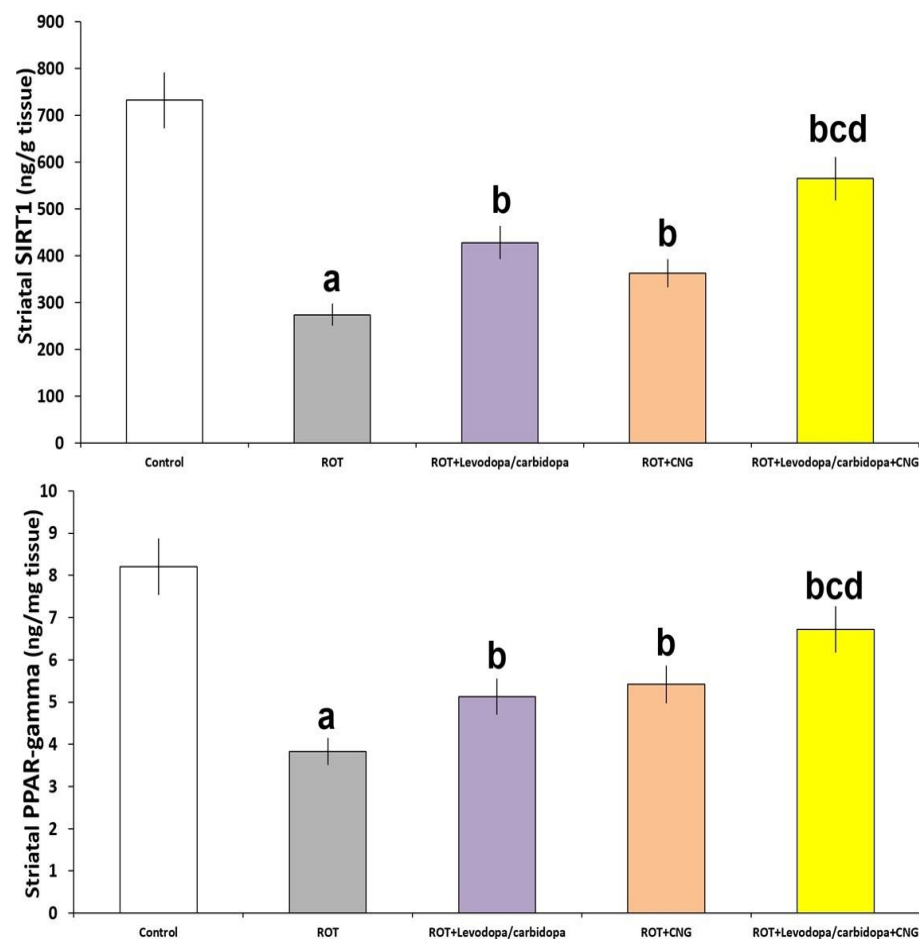 Striatal SIRT1 (ng/g tissue)
900
800
700
600
500
400
300
200
100
0
a
b
b
bcd
Control
ROT
ROT+Levodopa/carbidopa
ROT+CNG
ROT+Levodopa/carbidopa+CNG
Striatal PPAR-gamma (ng/mg tissue)
10
9
8
7
6
5
4
3
2
1
0
a
b
b
bcd
Control
ROT
ROT+Levodopa/carbidopa
ROT+CNG
ROT+Levodopa/carbidopa+CNG